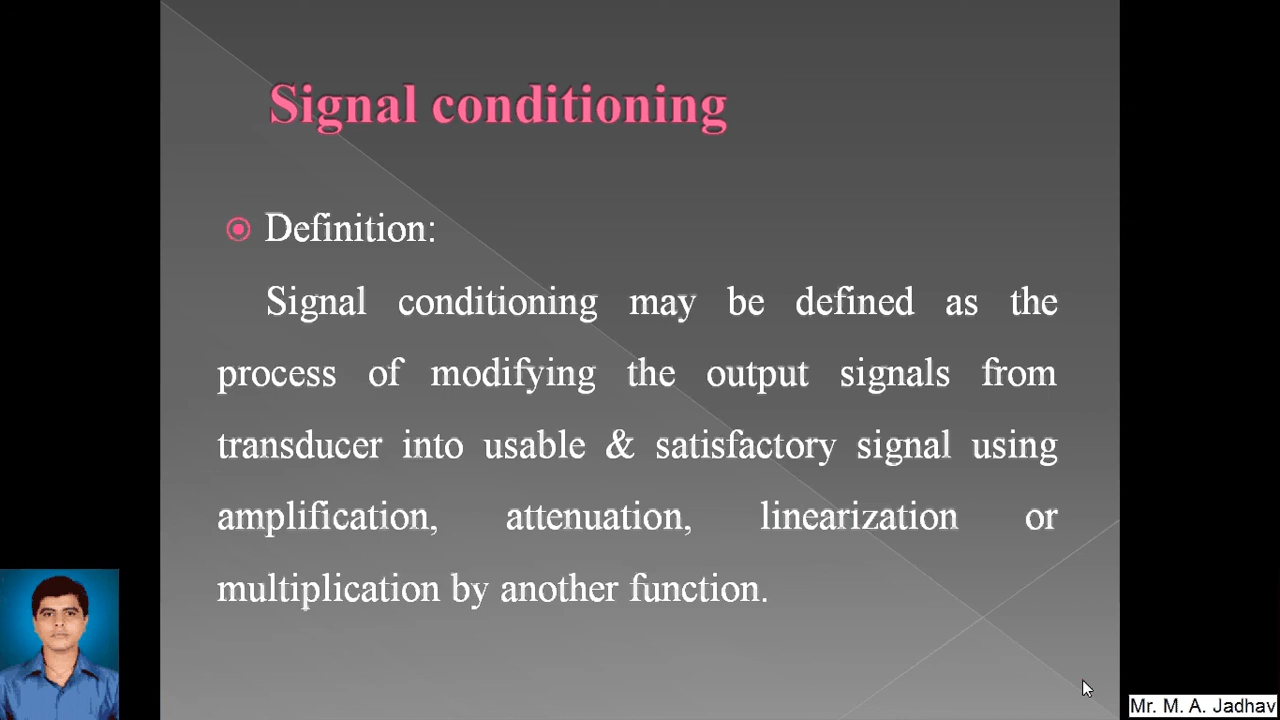 Signal conditioning
Definition:
Signal conditioning may be defined as the
process of modifying the output signals from
transducer into usable & satisfactory signal using
amplification, attenuation, linearization or
multiplication by another function.
Mr. M. A. Jadhav